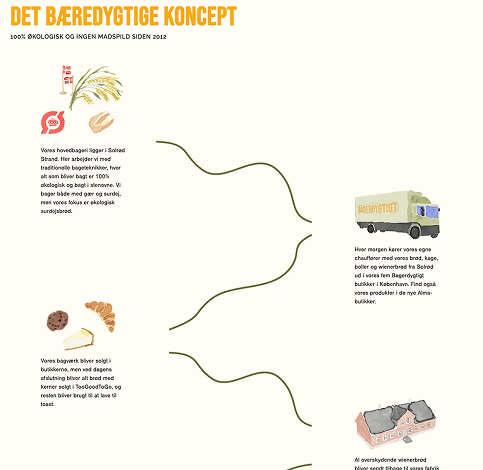 DET BÆREDYGTIGE KONCEPT
100% ØKOLOGISK OG INGEN MADSPILD SIDEN 2012
Vores hovedbageri ligger i Solrød
Strand. Her arbejder vi med
traditionelle bageteknikker, hvor
alt som bliver bagt er 100%
økologisk og bagt i stenovne. Vi
bager både med gær og surdej,
men vores fokus er økologisk
surdejsbrød.
BAGERDYGTIGT
Hver morgen kører vores egne
chauffører med vores brød, kage,
boller og wienerbrød fra Solrød
ud i vores fem Bagerdygtigt
butikker i København. Find også
vores produkter i de nye Alma-
butikker.
Vores bagværk bliver solgt i
butikkerne, men ved dagens
afslutning bliver alt brød med
kerner solgt i TooGoodToGo, og
resten bliver brugt til at lave til
toast.
Al overskydende wienerbrød
bliver sendt tilbage til vores fabrik